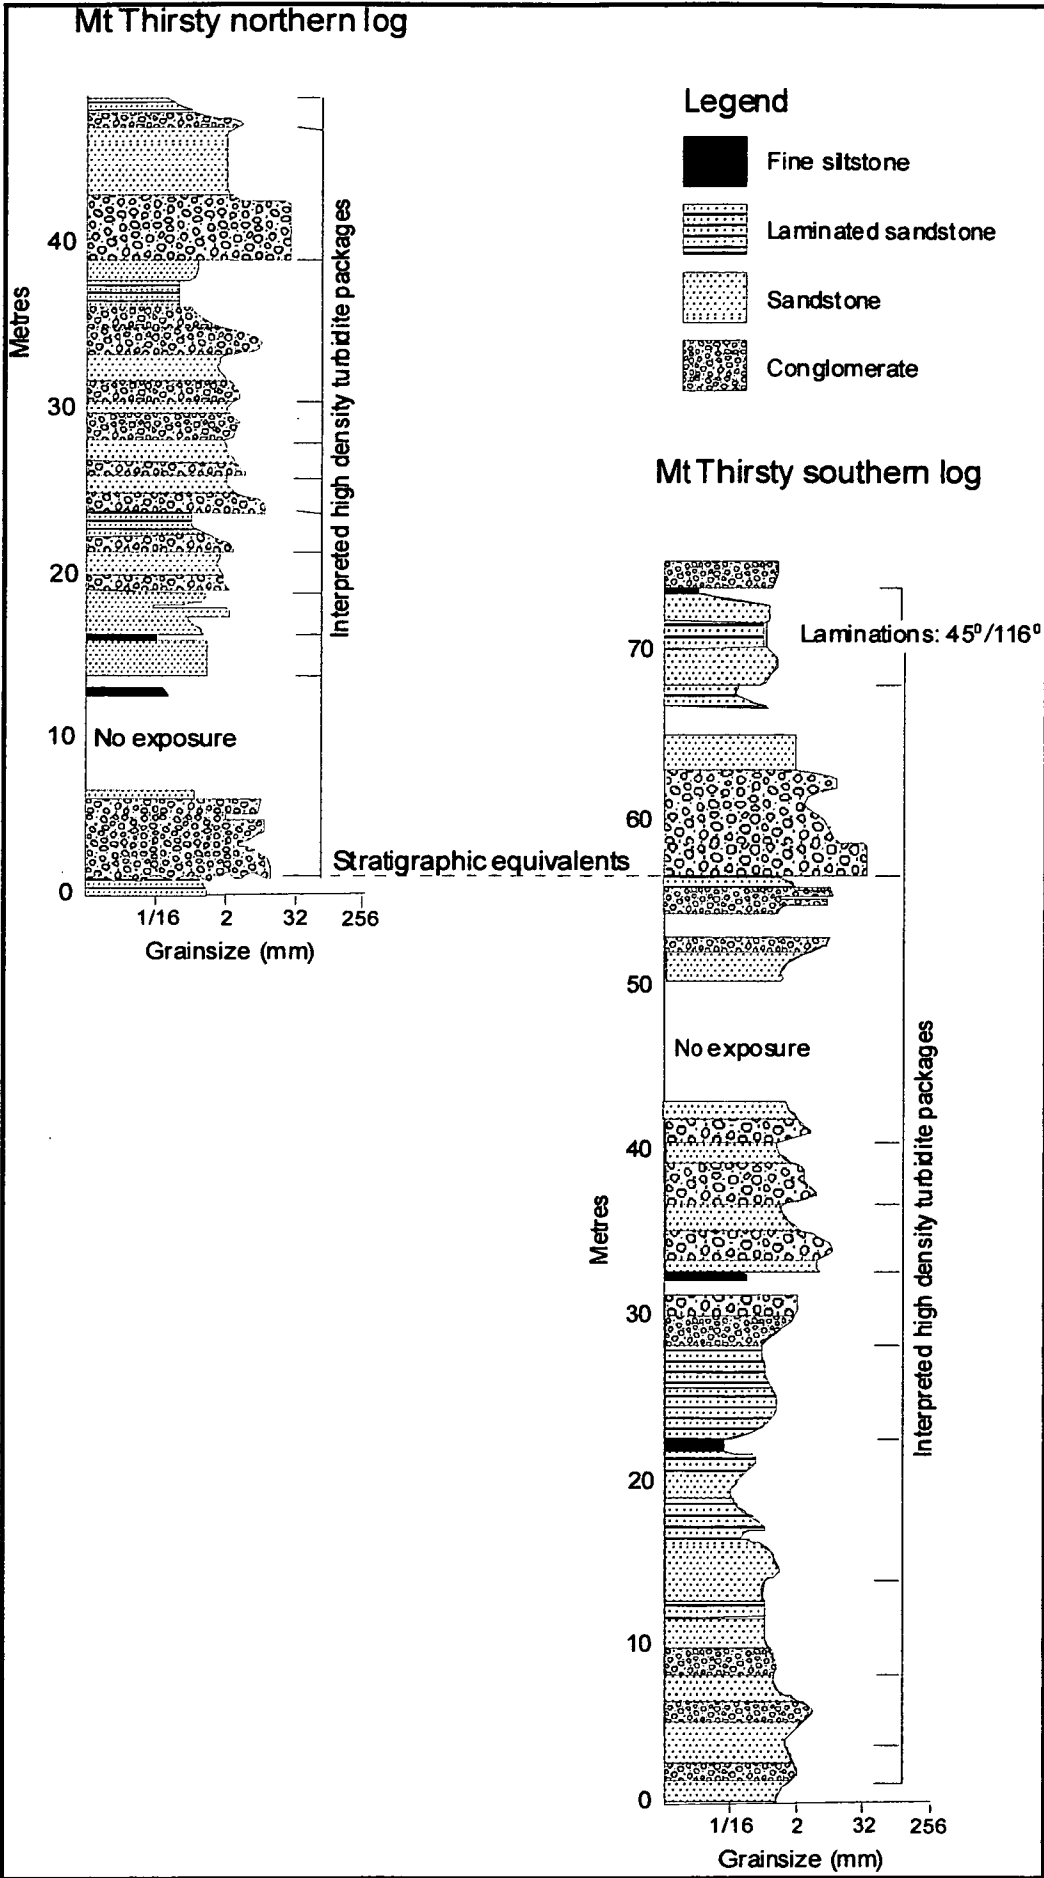 Mt Thirsty northern log
Metres
40
30
20
10
0
No exposure
1/16 2 32 256
Grainsize (mm)
Interpreted high density turbidite packages
Legend
Fine siltstone
Laminated sandstone
Sandstone
Conglomerate
Stratigraphic equivalents
Mt Thirsty southern log
Laminations: 45⁰/116⁰
70
60
50
40
30
20
10
0
Metres
No exposure
Interpreted high density turbidite packages
1/16 2 32 256
Grainsize (mm)